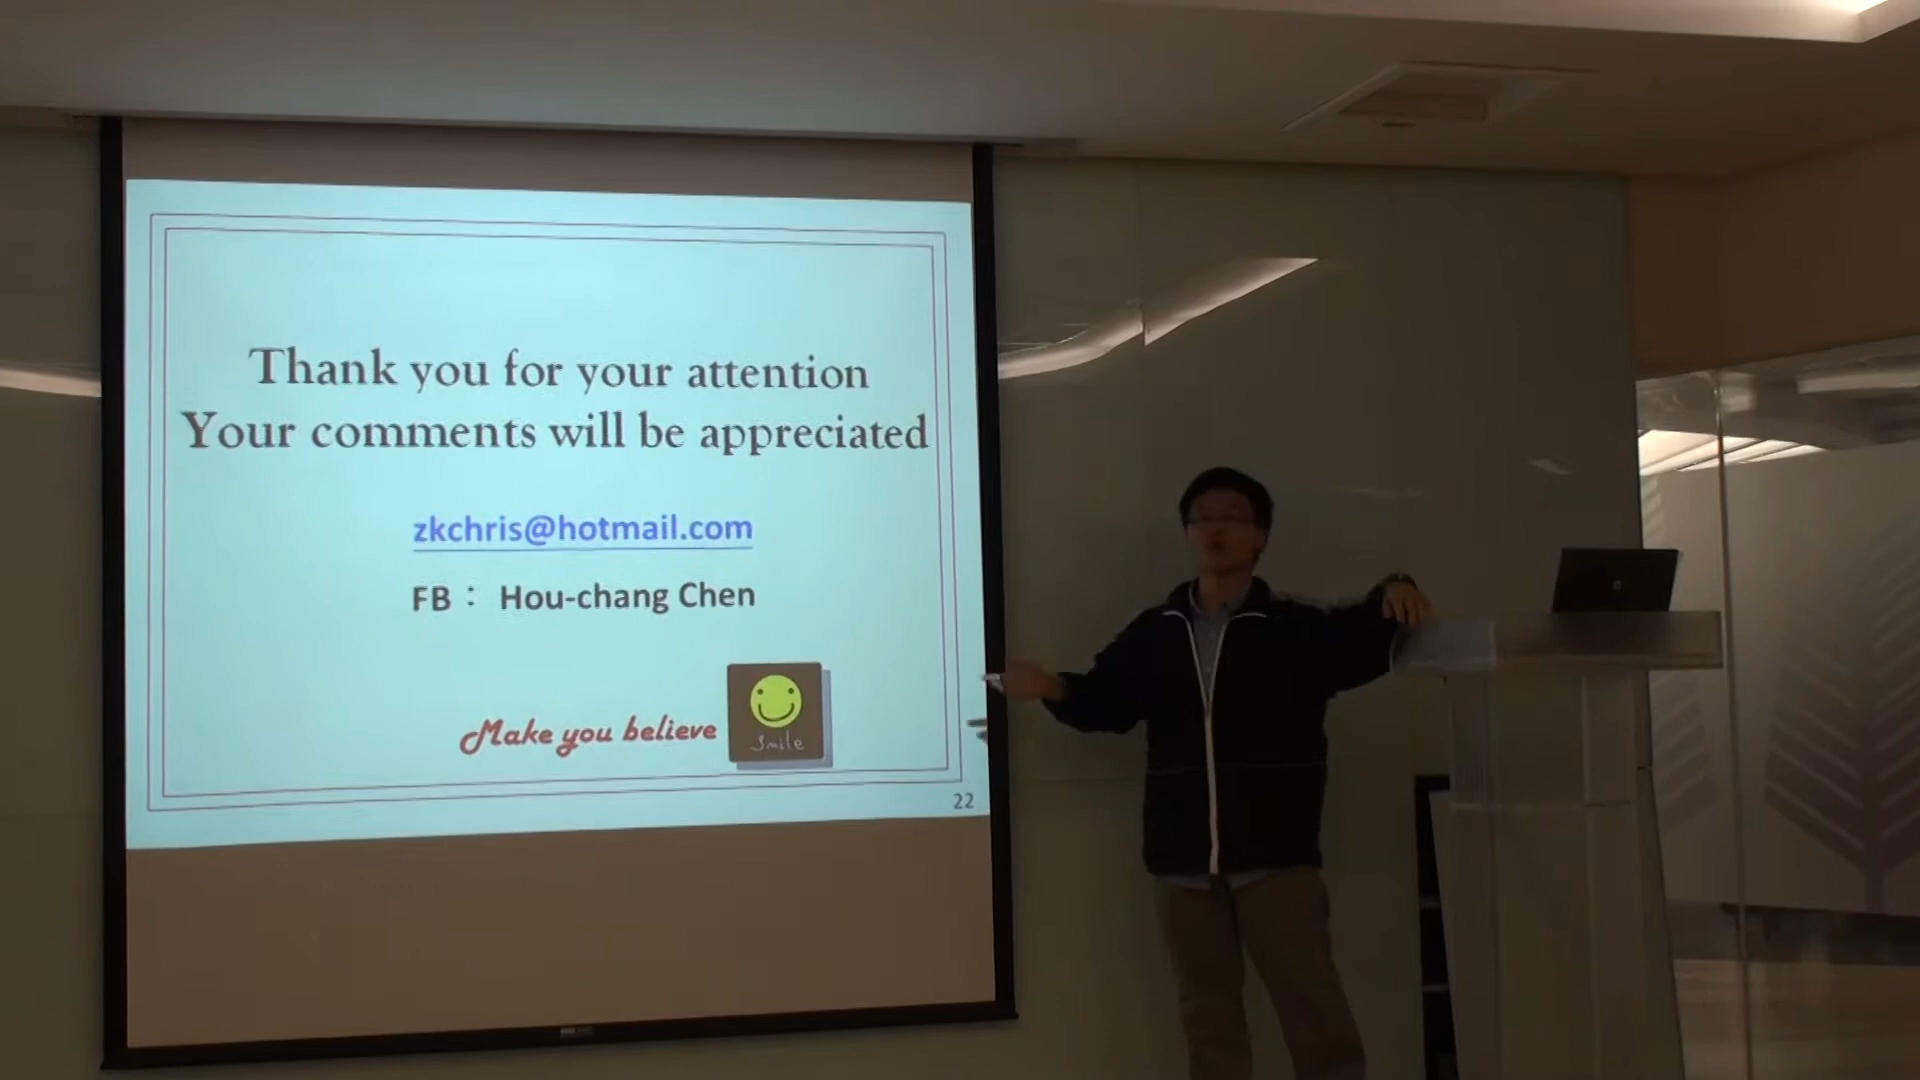 Thank you for your attention
Your comments will be appreciated
zkchris@hotmail.com
FB： Hou-chang Chen
Make you believe
Smile
22